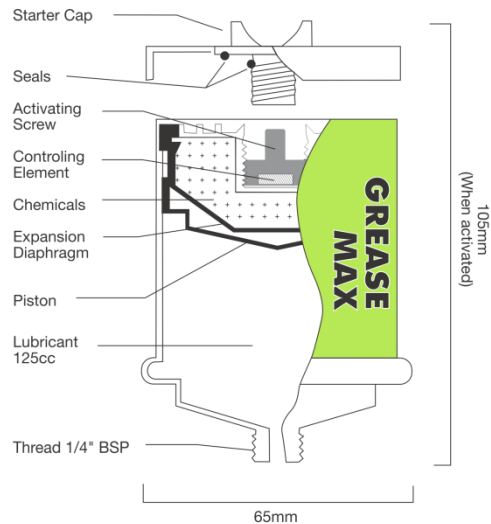 Starter Cap
Seals
Activating
Screw
Controling
Element
Chemicals
Expansion
Diaphragm
Piston
Lubricant
125cc
Thread 1/4" BSP
GREASE
MAX
105mm
(When activated)
65mm